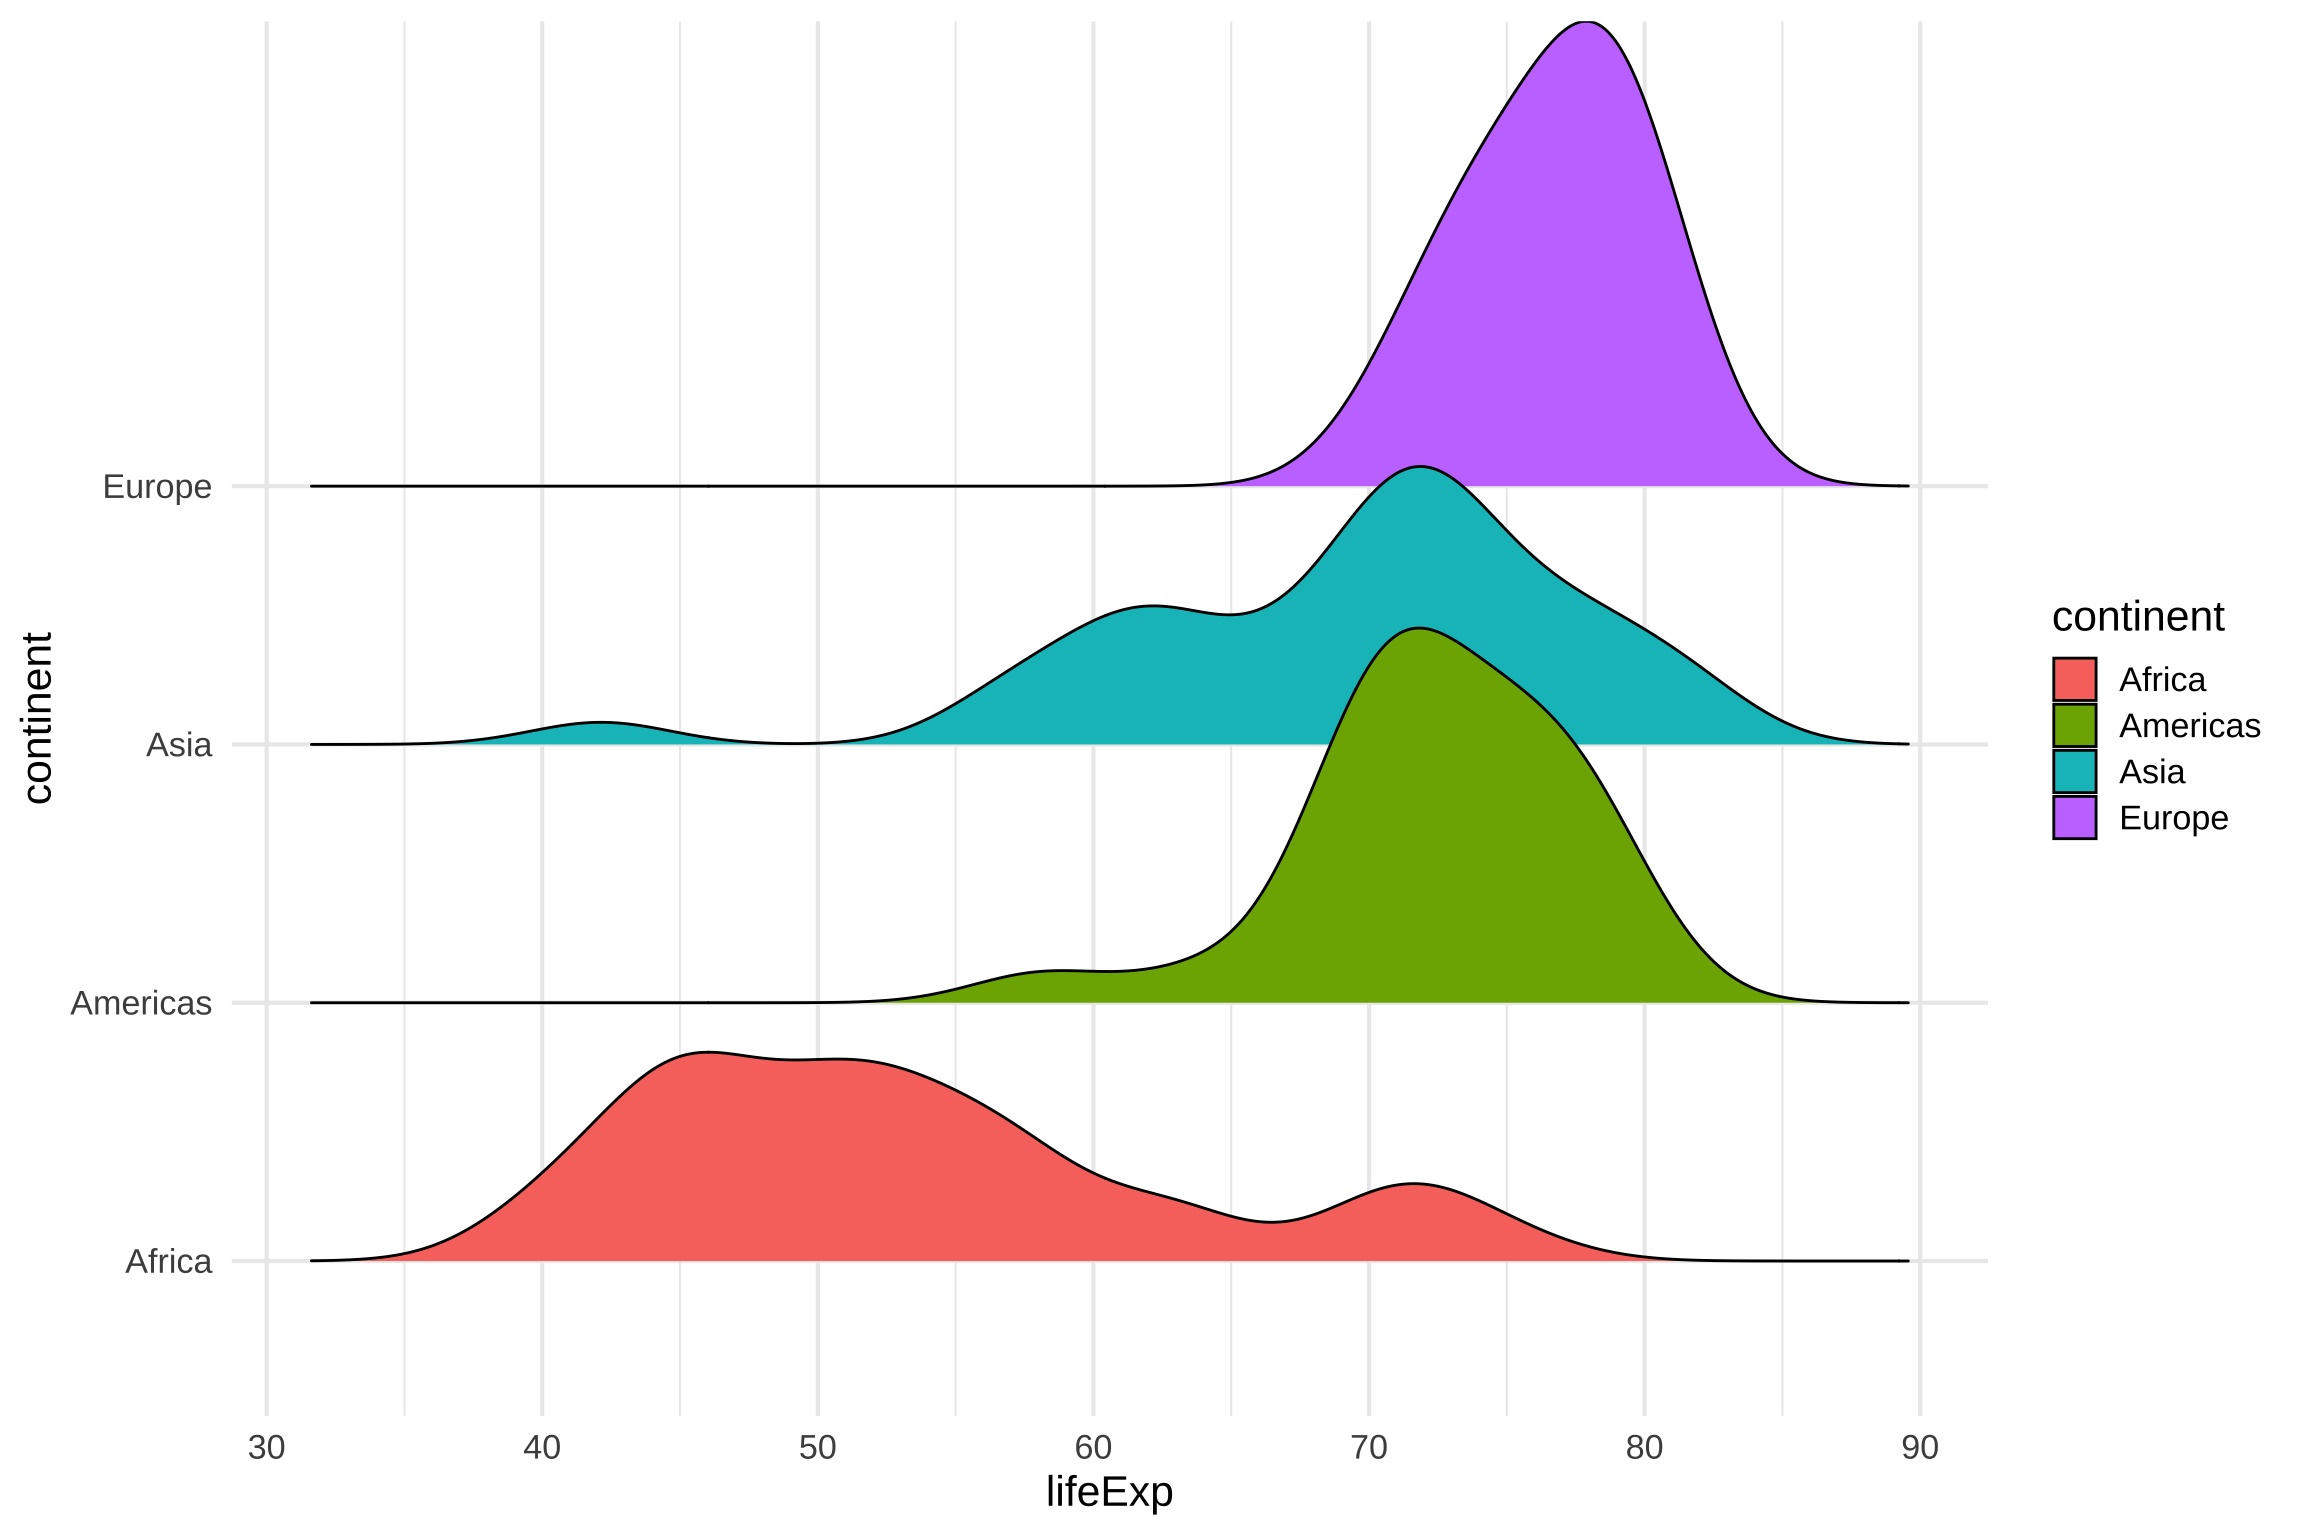 continent
Europe
Asia
Americas
Africa
30 40 50 60 70 80 90
lifeExp
continent
Africa
Americas
Asia
Europe